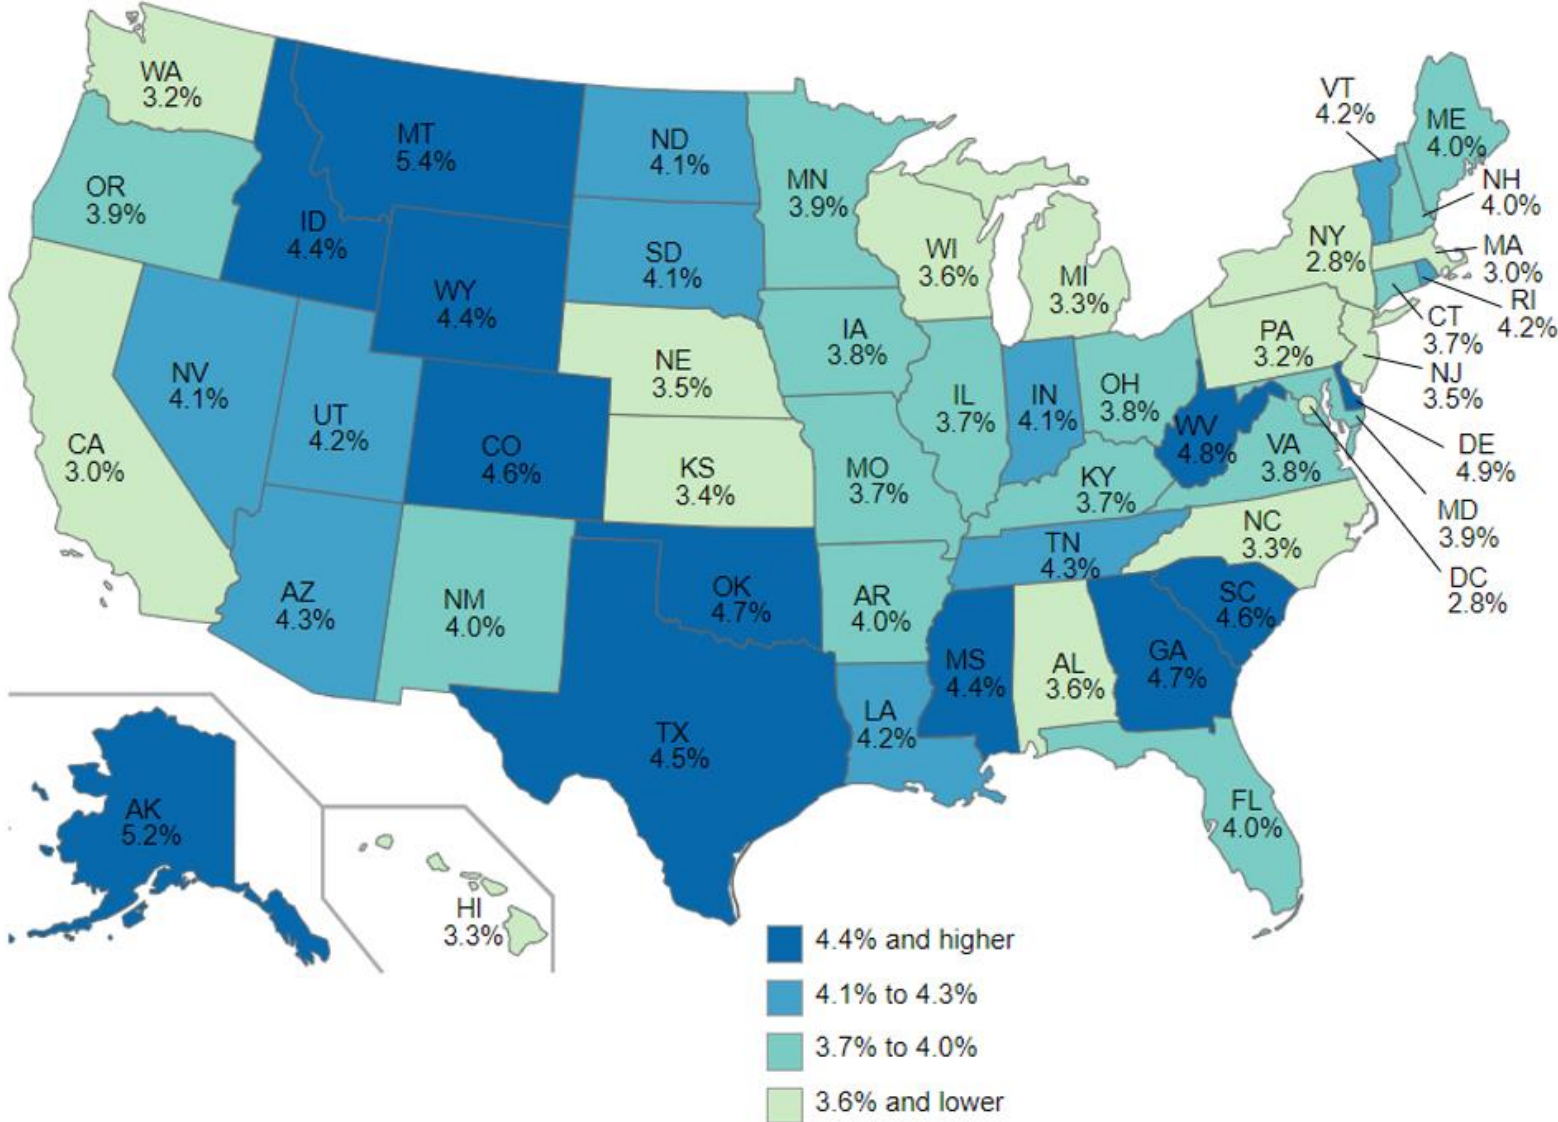 WA
3.2%
MT
5.4%
ND
4.1%
MN
3.9%
VT
4.2%
ME
4.0%
NH
4.0%
OR
3.9%
ID
4.4%
SD
4.1%
WI
3.6%
MI
3.3%
NY
2.8%
MA
3.0%
RI
4.2%
CT
3.7%
WY
4.4%
IA
3.8%
PA
3.2%
NJ
3.5%
NE
3.5%
NV
4.1%
UT
4.2%
IL
3.7%
IN
4.1%
OH
3.8%
WV
4.8%
VA
3.8%
DE
4.9%
CA
3.0%
CO
4.6%
KS
3.4%
MO
3.7%
KY
3.7%
MD
3.9%
NC
3.3%
TN
4.3%
DC
2.8%
AZ
4.3%
NM
4.0%
OK
4.7%
AR
4.0%
SC
4.6%
MS
4.4%
AL
3.6%
GA
4.7%
TX
4.5%
LA
4.2%
FL
4.0%
AK
5.2%
HI
3.3%
4.4% and higher
4.1% to 4.3%
3.7% to 4.0%
3.6% and lower